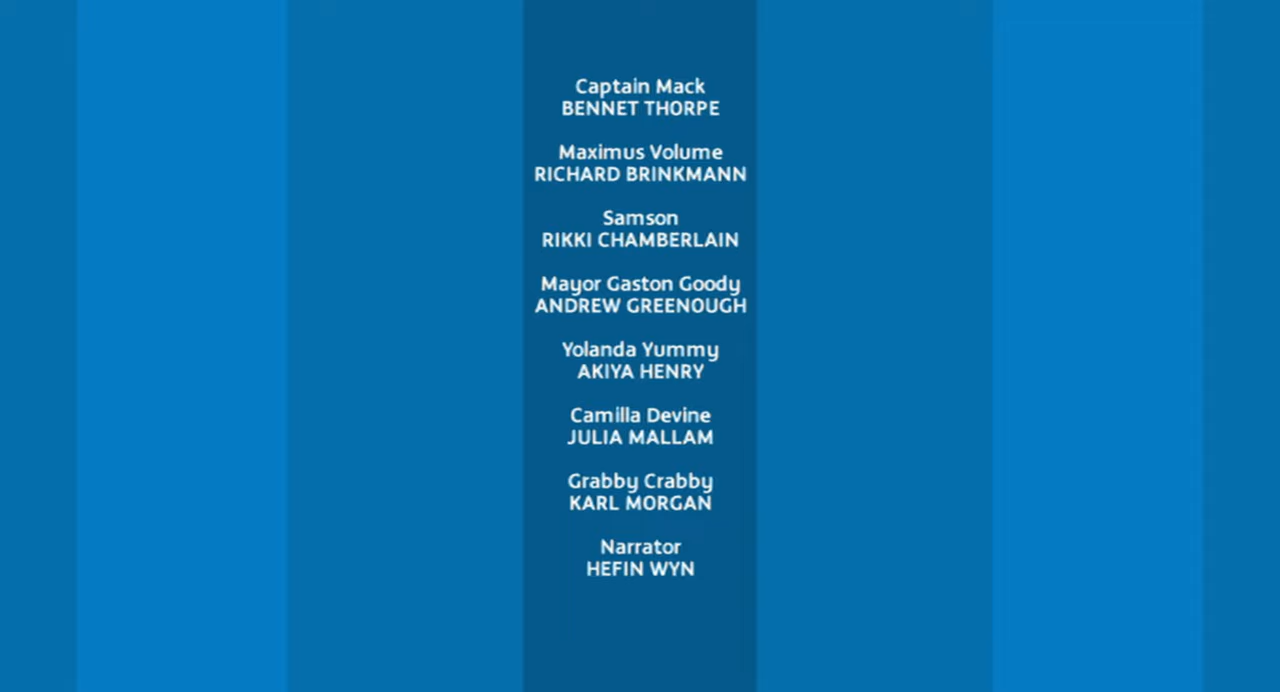 Captain Mack
BENNET THORPE
Maximus Volume
RICHARD BRINKMANN
Samson
RIKKI CHAMBERLAIN
Mayor Gaston Goody
ANDREW GREENOUGH
Yolanda Yummy
AKIYA HENRY
Camilla Devine
JULIA MALLAM
Grabby Crabby
KARL MORGAN
Narrator
HEFIN WYN